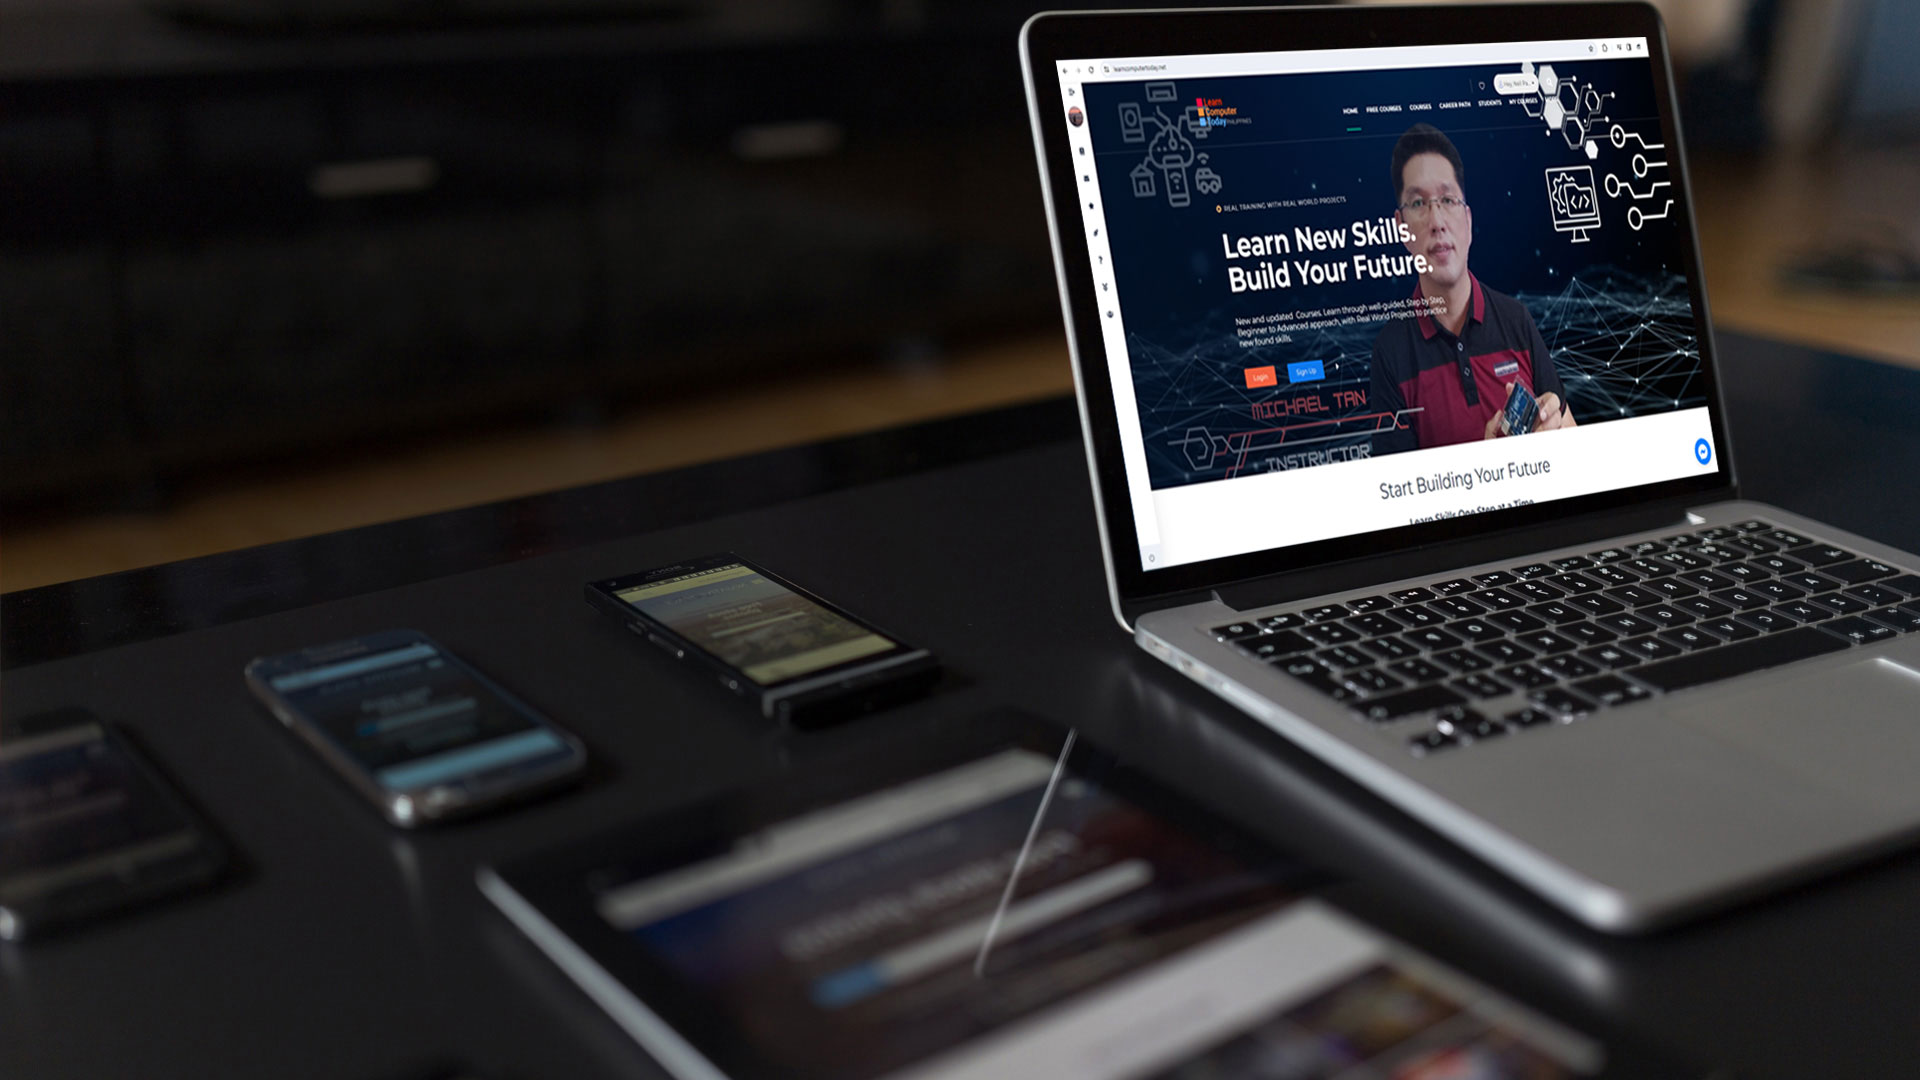 learncomputertoday.net
Learn
Computer
Today PHILIPPINES
HOME FREE COURSES COURSES CAREER PATH STUDENTS MY COURSES
REAL TRAINING WITH REAL WORLD PROJECTS
Learn New Skills.
Build Your Future.
New and updated Courses. Learn through well-guided, Step by Step,
Beginner to Advanced approach, with Real World Projects to practice
new found skills.
Login Sign Up
MICHAEL TAN
INSTRUCTOR
Start Building Your Future
Learn Skills One Step at a Time